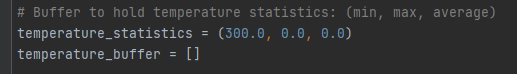 # Buffer to hold temperature statistics: (min, max, average)
temperature_statistics = (300.0, 0.0, 0.0)
temperature_buffer = []